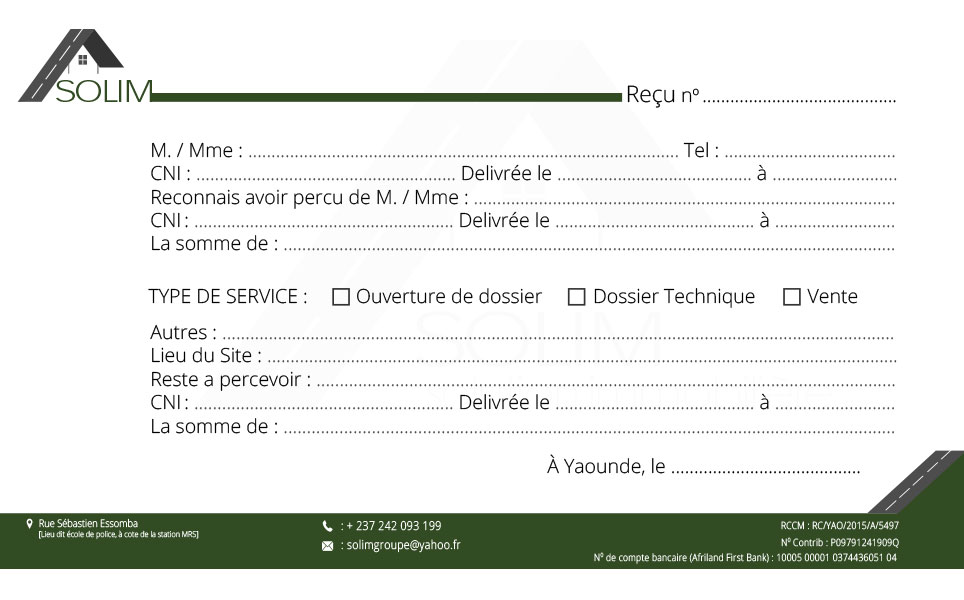 SOLIM
Reçu nº ..........................................
M. / Mme : ............................................................................................. Tel : .....................................
CNI : ........................................................ Delivrée le .......................................... à ...........................
Reconnais avoir percu de M. / Mme : ...........................................................................................
CNI : ........................................................ Delivrée le ........................................... à ..........................
La somme de : ....................................................................................................................................
TYPE DE SERVICE : ☐ Ouverture de dossier ☐ Dossier Technique ☐ Vente
Autres : .................................................................................................................................................
SOLIM
Lieu du Site : .......................................................................................................................................
Reste a percevoir : .............................................................................................................................
CNI : ........................................................ Delivrée le ........................................... à ..........................
La somme de : ....................................................................................................................................
À Yaounde, le .........................................
Rue Sébastien Essomba
[Lieu dit école de police, à cote de la station MRS]
: + 237 242 093 199
: solimgroupe@yahoo.fr
RCCM : RC/YAO/2015/A/5497
N⁰ Contrib : P09791241909Q
N⁰ de compte bancaire (Afriland First Bank) : 10005 00001 0374436051 04